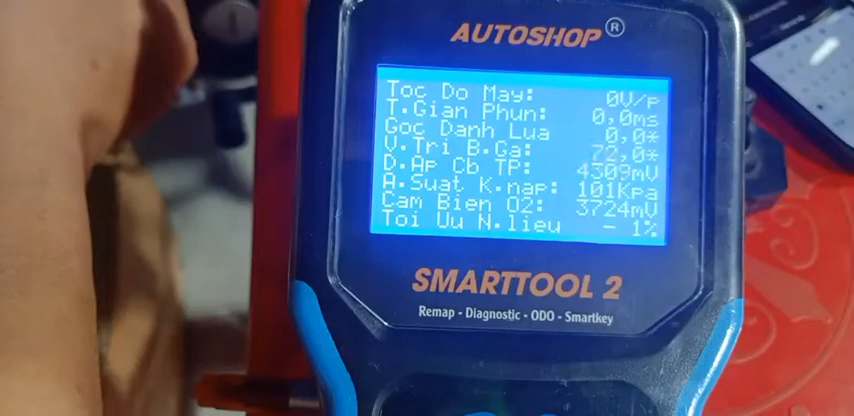 AUTOSHOP®
Toc Do May: 0V/p
T.Gian Phun: 0,0ms
Goc Danh Lua 0,0*
V.Tri B.Ga: 72,0*
D.Ap Cb TP: 4309mV
A.Suat K.nap: 101Kpa
Cam Bien O2: 3724mV
Toi Uu N.lieu - 1%
SMARTTOOL 2
Remap - Diagnostic - ODO - Smartkey